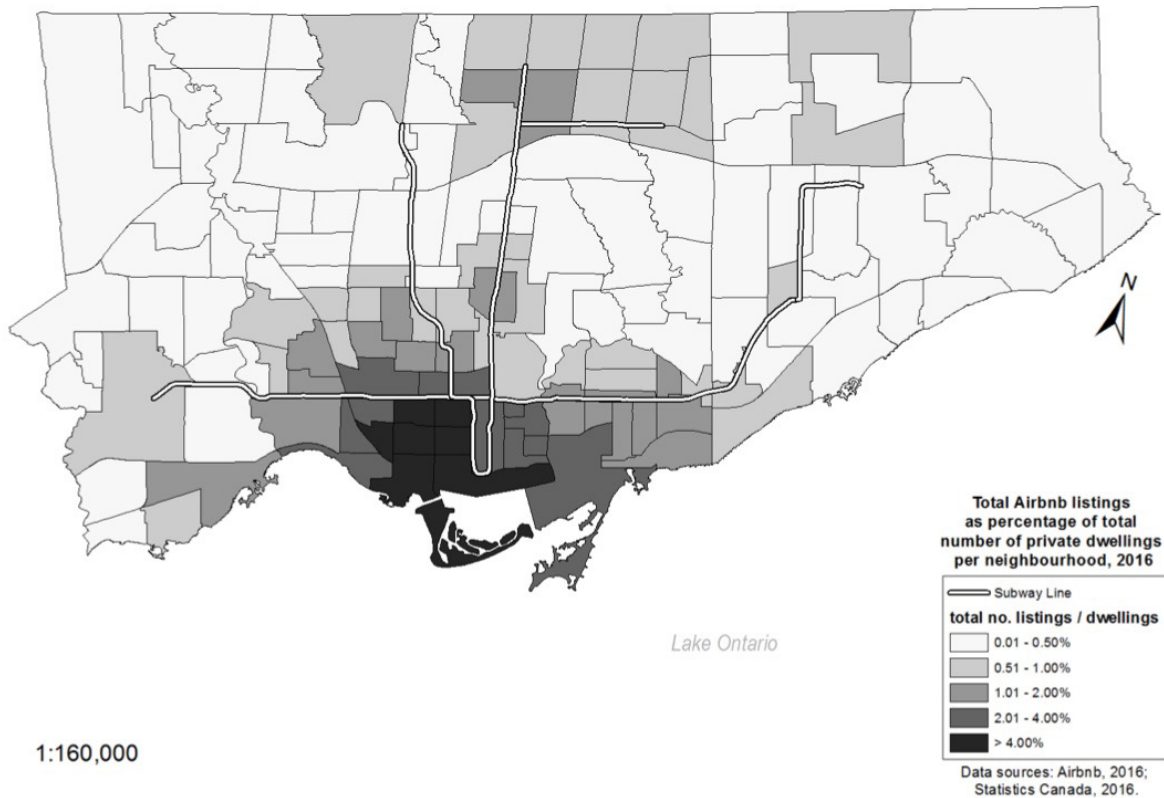 N
Total Airbnb listings
as percentage of total
number of private dwellings
per neighbourhood, 2016
Subway Line
total no. listings / dwellings
0.01 - 0.50%
0.51 - 1.00%
1.01 - 2.00%
2.01 - 4.00%
> 4.00%
Lake Ontario
1:160,000
Data sources: Airbnb, 2016;
Statistics Canada, 2016.